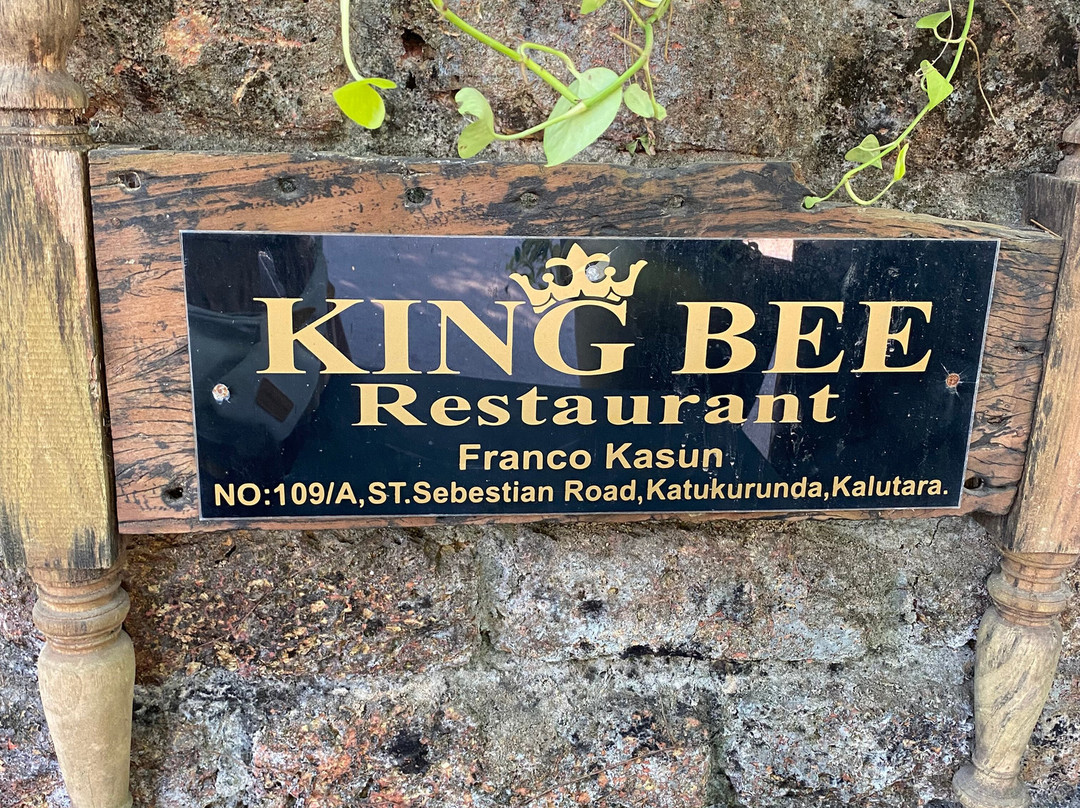 KING BEE
Restaurant
Franco Kasun
NO:109/A,ST.Sebestian Road,Katukurunda,Kalutara.